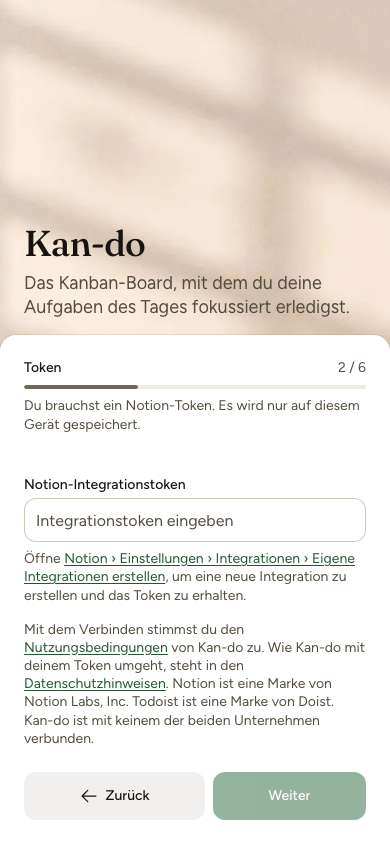 Kan-do
Das Kanban-Board, mit dem du deine
Aufgaben des Tages fokussiert erledigst.
Token
2 / 6
Du brauchst ein Notion-Token. Es wird nur auf diesem
Gerät gespeichert.
Notion-Integrationstoken
Integrationstoken eingeben
Öffne Notion › Einstellungen › Integrationen › Eigene
Integrationen erstellen, um eine neue Integration zu
erstellen und das Token zu erhalten.
Mit dem Verbinden stimmst du den
Nutzungsbedingungen von Kan-do zu. Wie Kan-do mit
deinem Token umgeht, steht in den
Datenschutzhinweisen. Notion ist eine Marke von
Notion Labs, Inc. Todoist ist eine Marke von Doist.
Kan-do ist mit keinem der beiden Unternehmen
verbunden.
← Zurück
Weiter